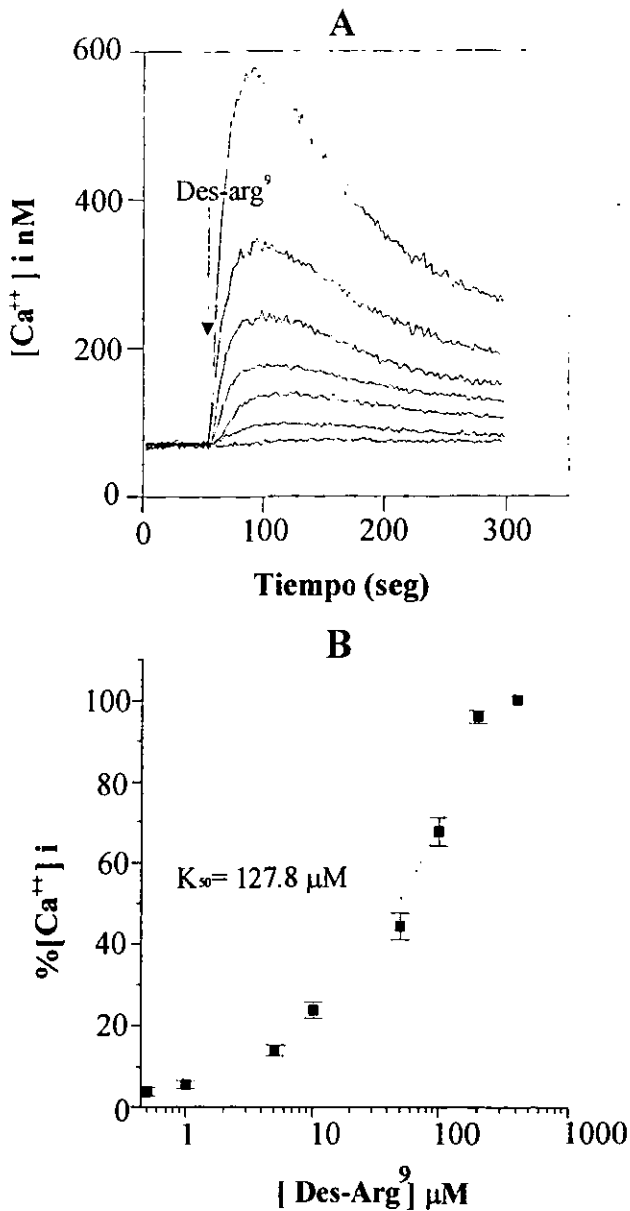 A
600
400
200
0
[Ca++] i nM
Des-arg9
0 100 200 300
Tiempo (seg)
B
100
80
60
40
20
0
%[Ca++] i
K50= 127.8 µM
1 10 100 1000
[ Des-Arg9] µM